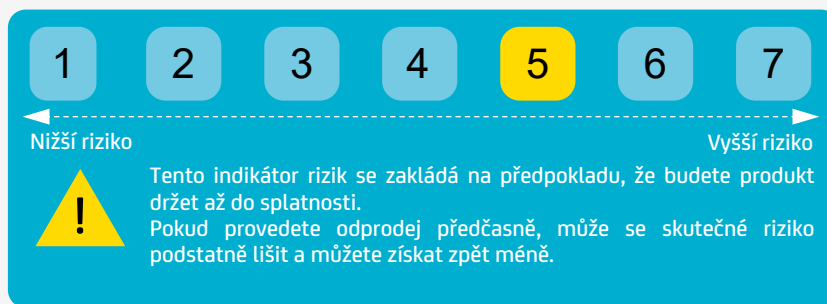 1 2 3 4 5 6 7
Nižší riziko Vyšší riziko
!
Tento indikátor rizik se zakládá na předpokladu, že budete produkt
držet až do splatnosti.
Pokud provedete odprodej předčasně, může se skutečné riziko
podstatně lišit a můžete získat zpět méně.